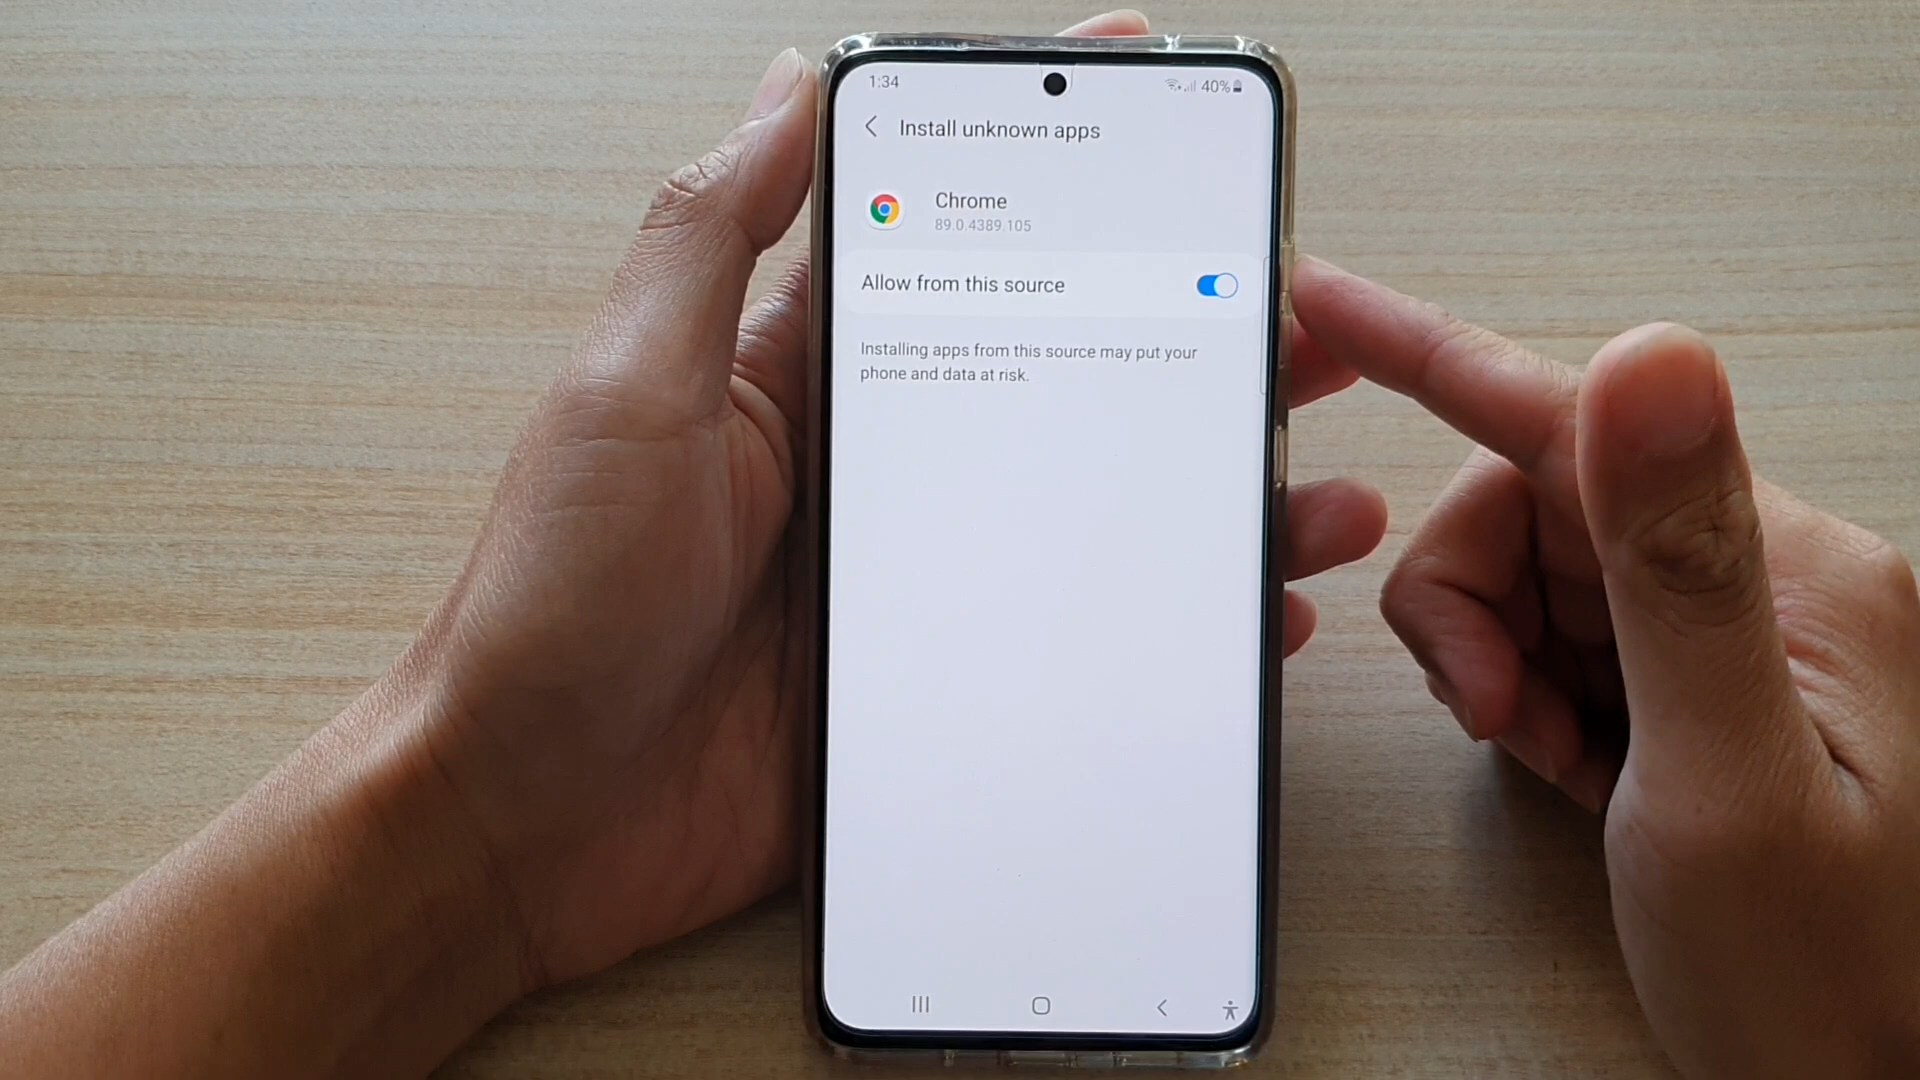 1:34
40%
Install unknown apps
Chrome
89.0.4389.105
Allow from this source
Installing apps from this source may put your
phone and data at risk.